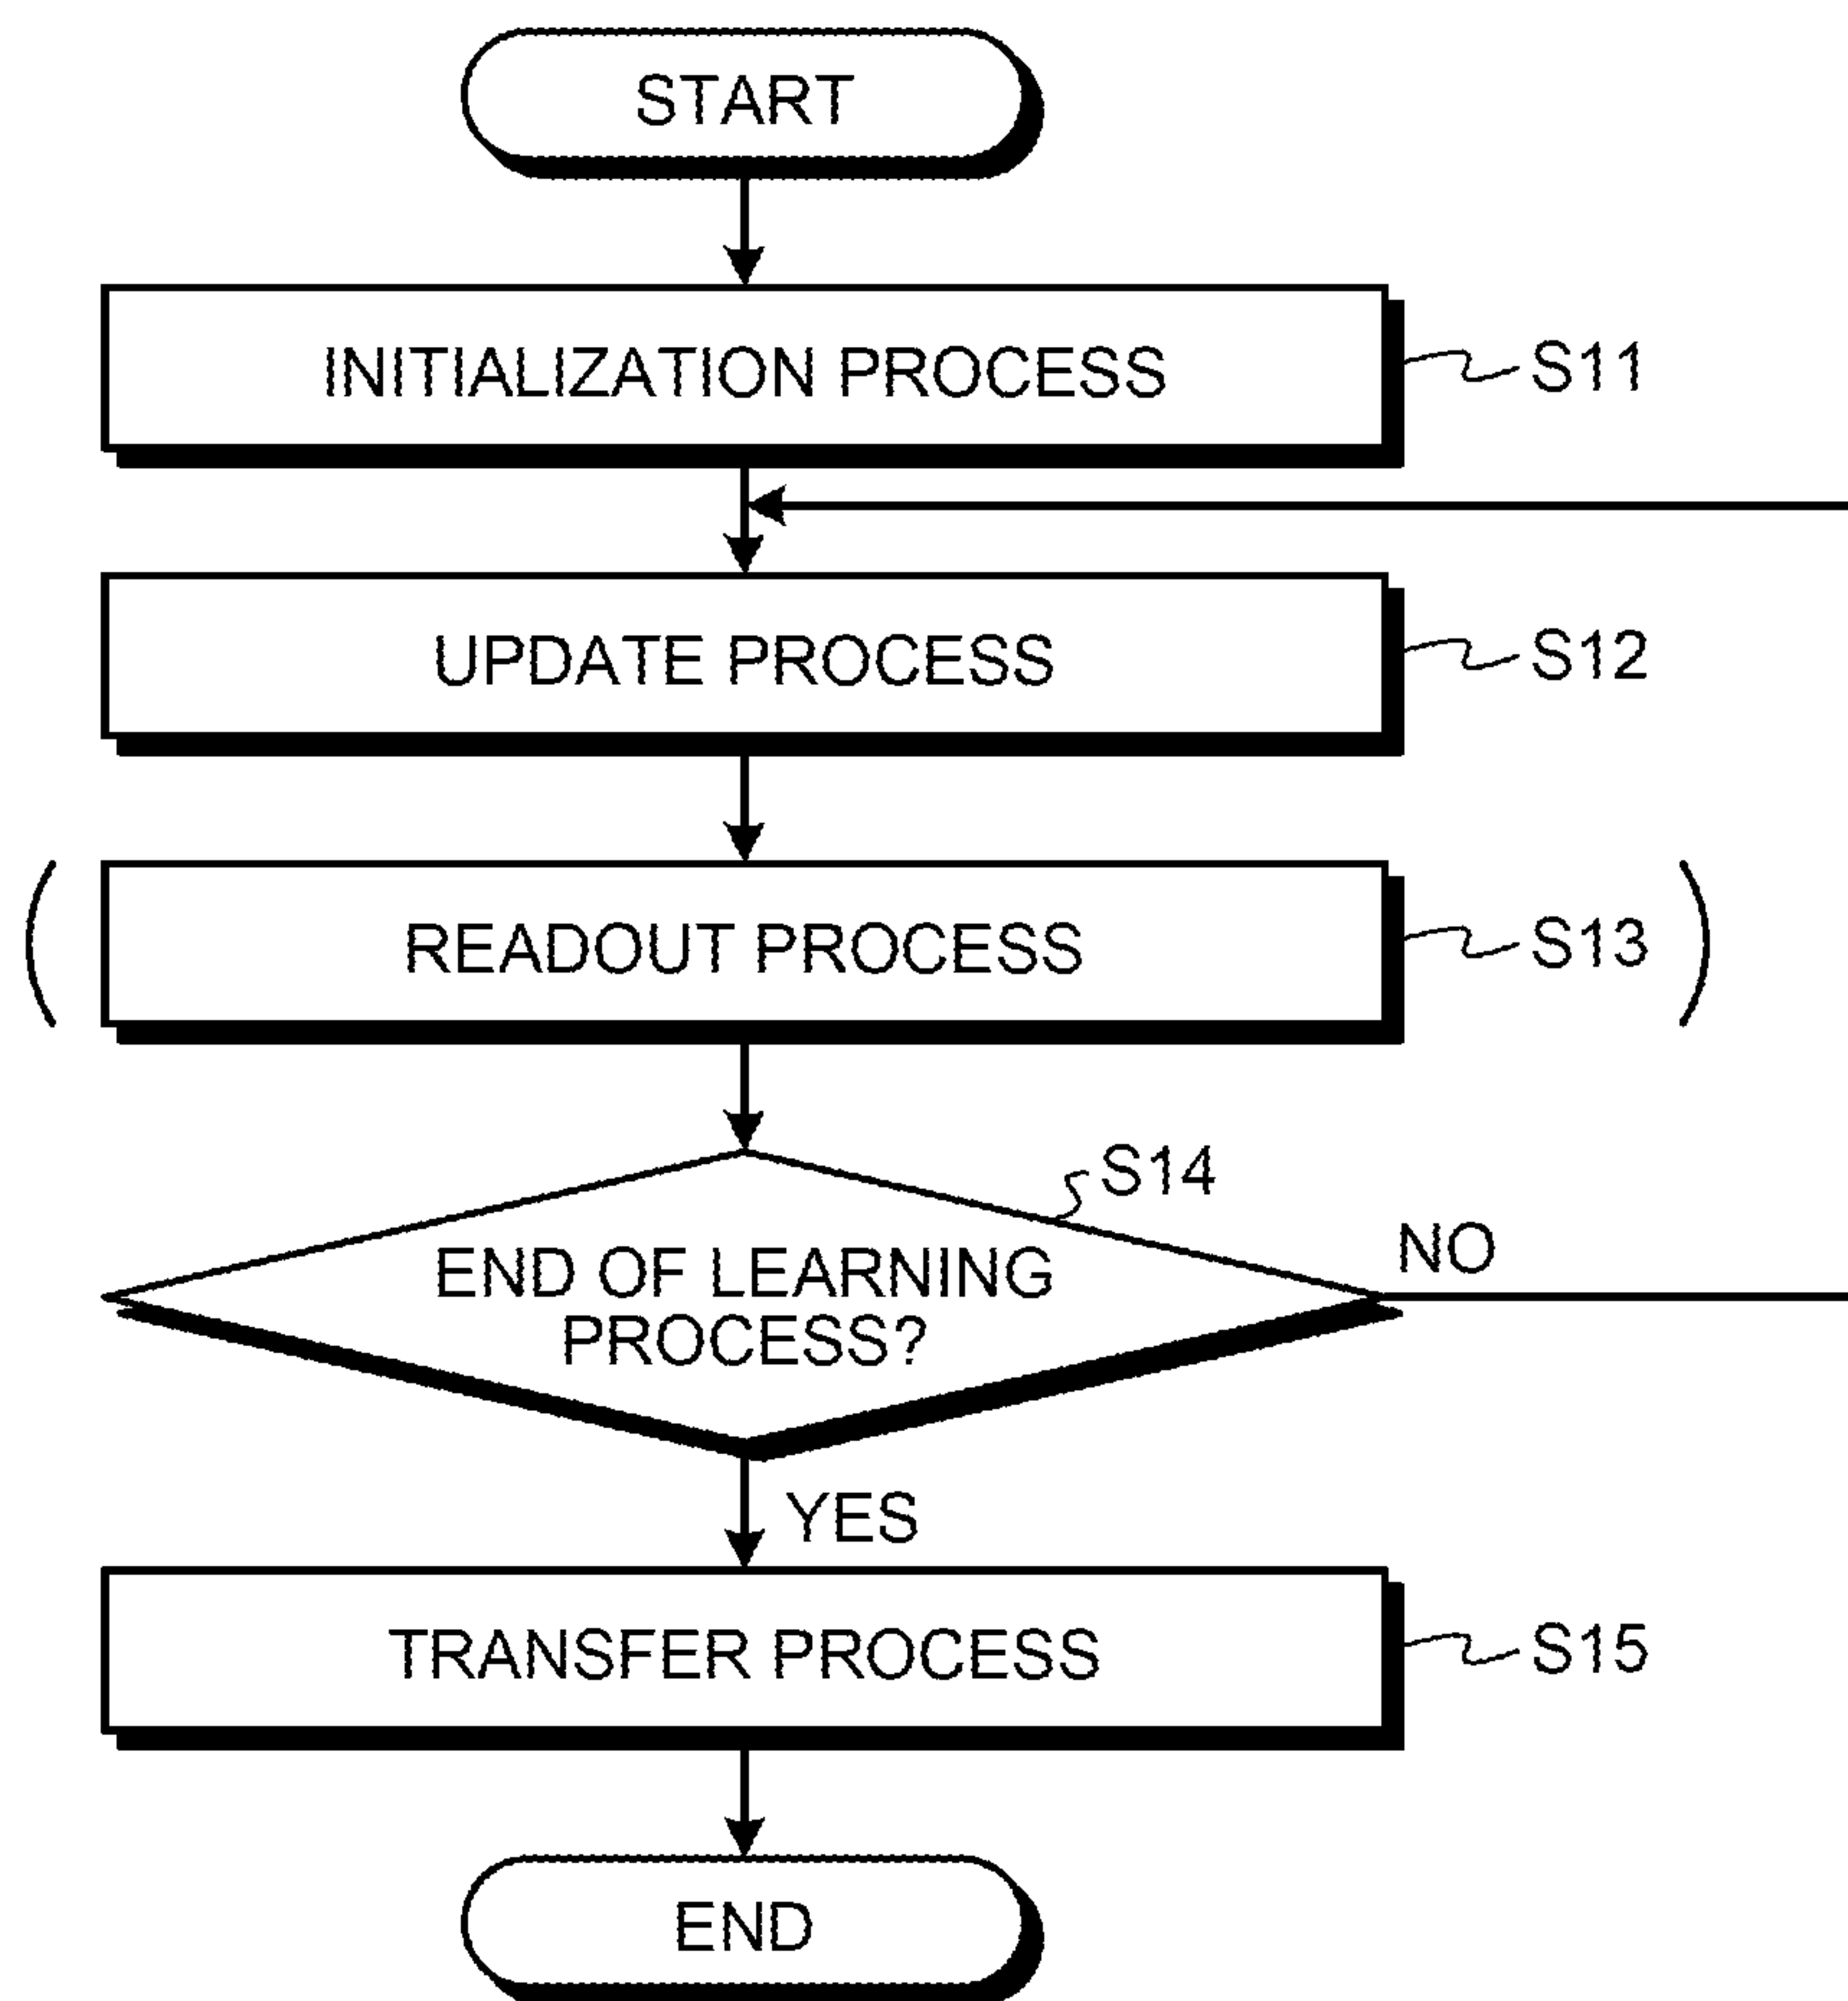 START
INITIALIZATION PROCESS S11
UPDATE PROCESS S12
( READOUT PROCESS S13 )
S14
END OF LEARNING
PROCESS?
NO
YES
TRANSFER PROCESS S15
END